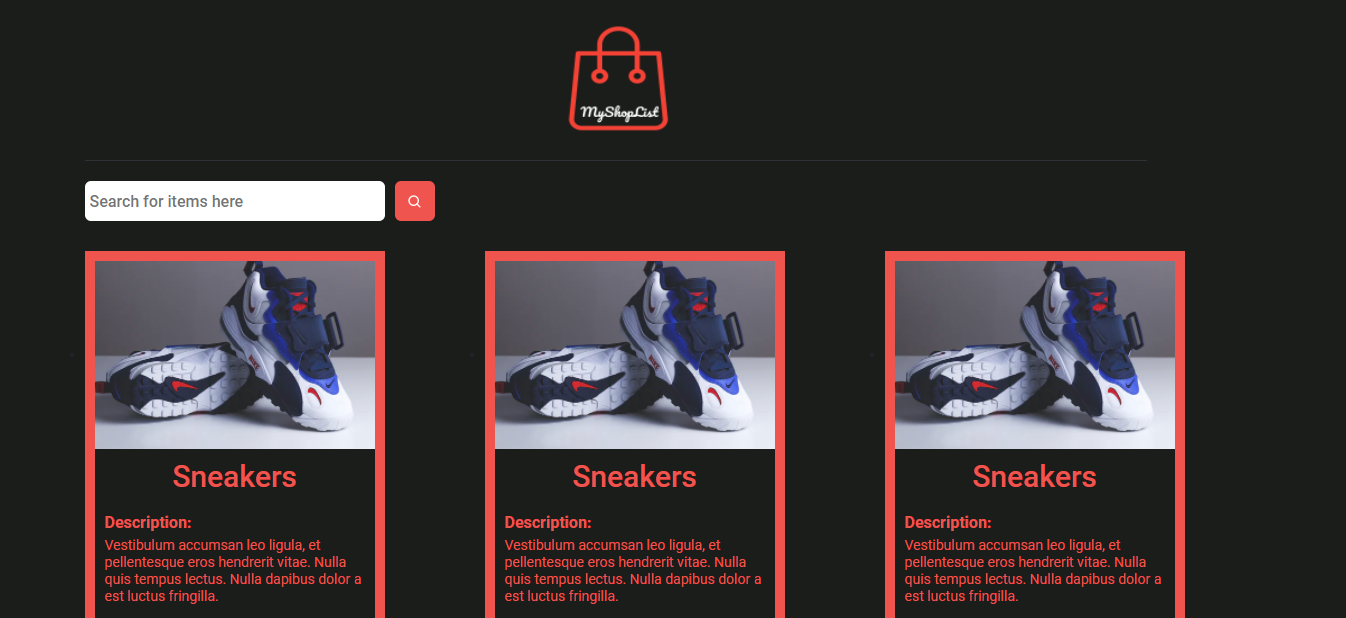 MyShopList
Search for items here
Sneakers
Sneakers
Sneakers
Description:
Vestibulum accumsan leo ligula, et
pellentesque eros hendrerit vitae. Nulla
quis tempus lectus. Nulla dapibus dolor a
est luctus fringilla.
Description:
Vestibulum accumsan leo ligula, et
pellentesque eros hendrerit vitae. Nulla
quis tempus lectus. Nulla dapibus dolor a
est luctus fringilla.
Description:
Vestibulum accumsan leo ligula, et
pellentesque eros hendrerit vitae. Nulla
quis tempus lectus. Nulla dapibus dolor a
est luctus fringilla.